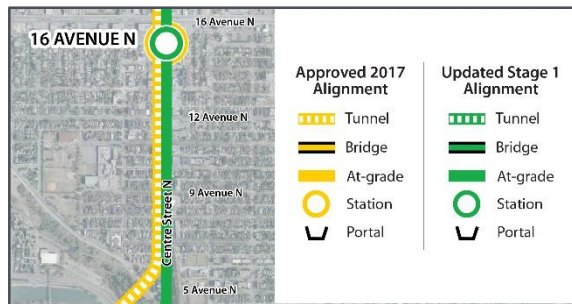 16 AVENUE N
16 Avenue N
12 Avenue N
9 Avenue N
Centre Street N
5 Avenue N
Approved 2017
Alignment
Tunnel
Bridge
At-grade
Station
Portal
Updated Stage 1
Alignment
Tunnel
Bridge
At-grade
Station
Portal